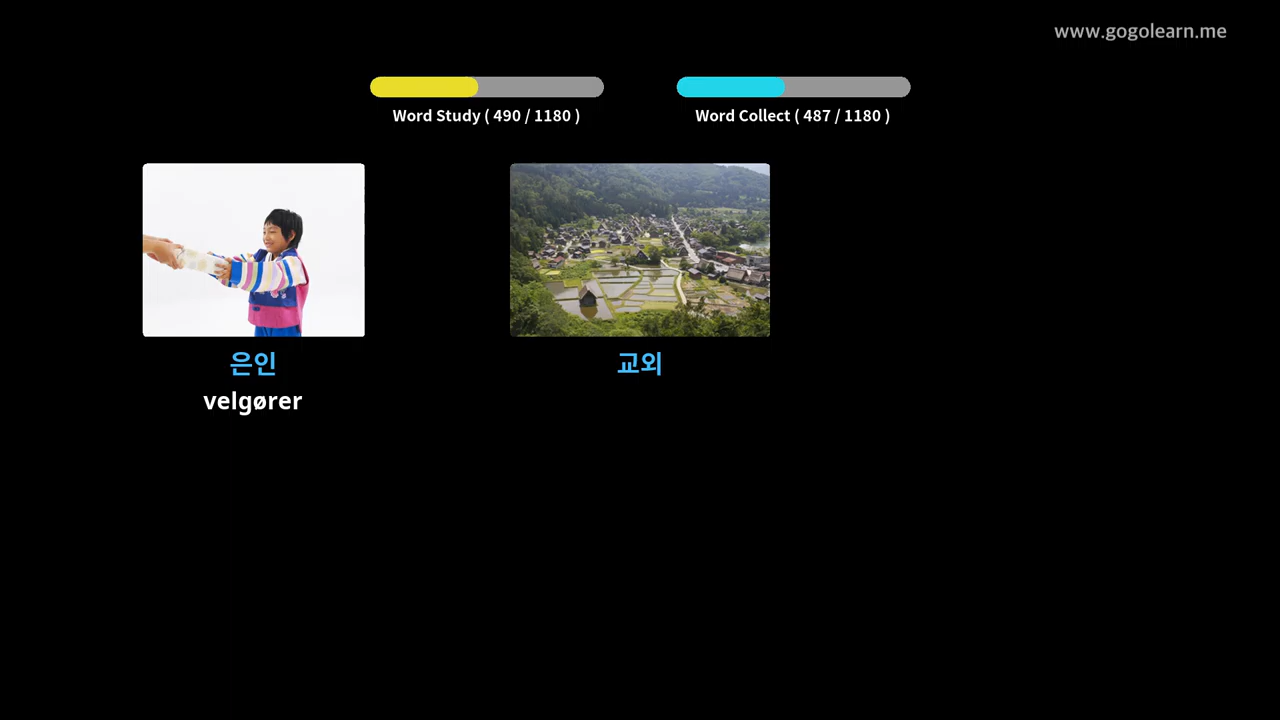 www.gogolearn.me
Word Study ( 490 / 1180 )
Word Collect ( 487 / 1180 )
은인
velgører
교외